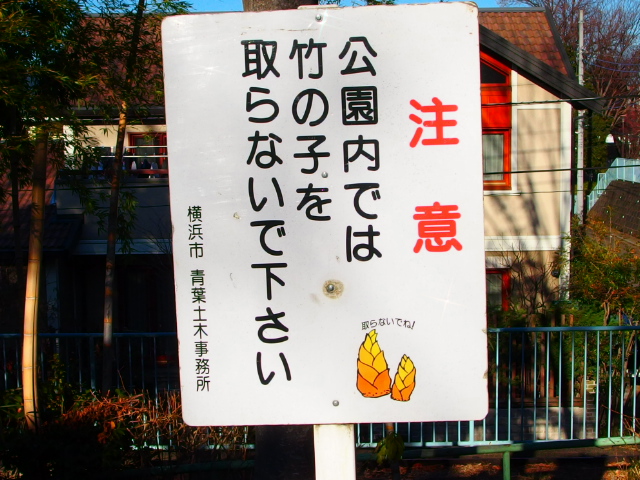 注意
公園内では
竹の子を
取らないで下さい
横浜市 青葉土木事務所
取らないでね!